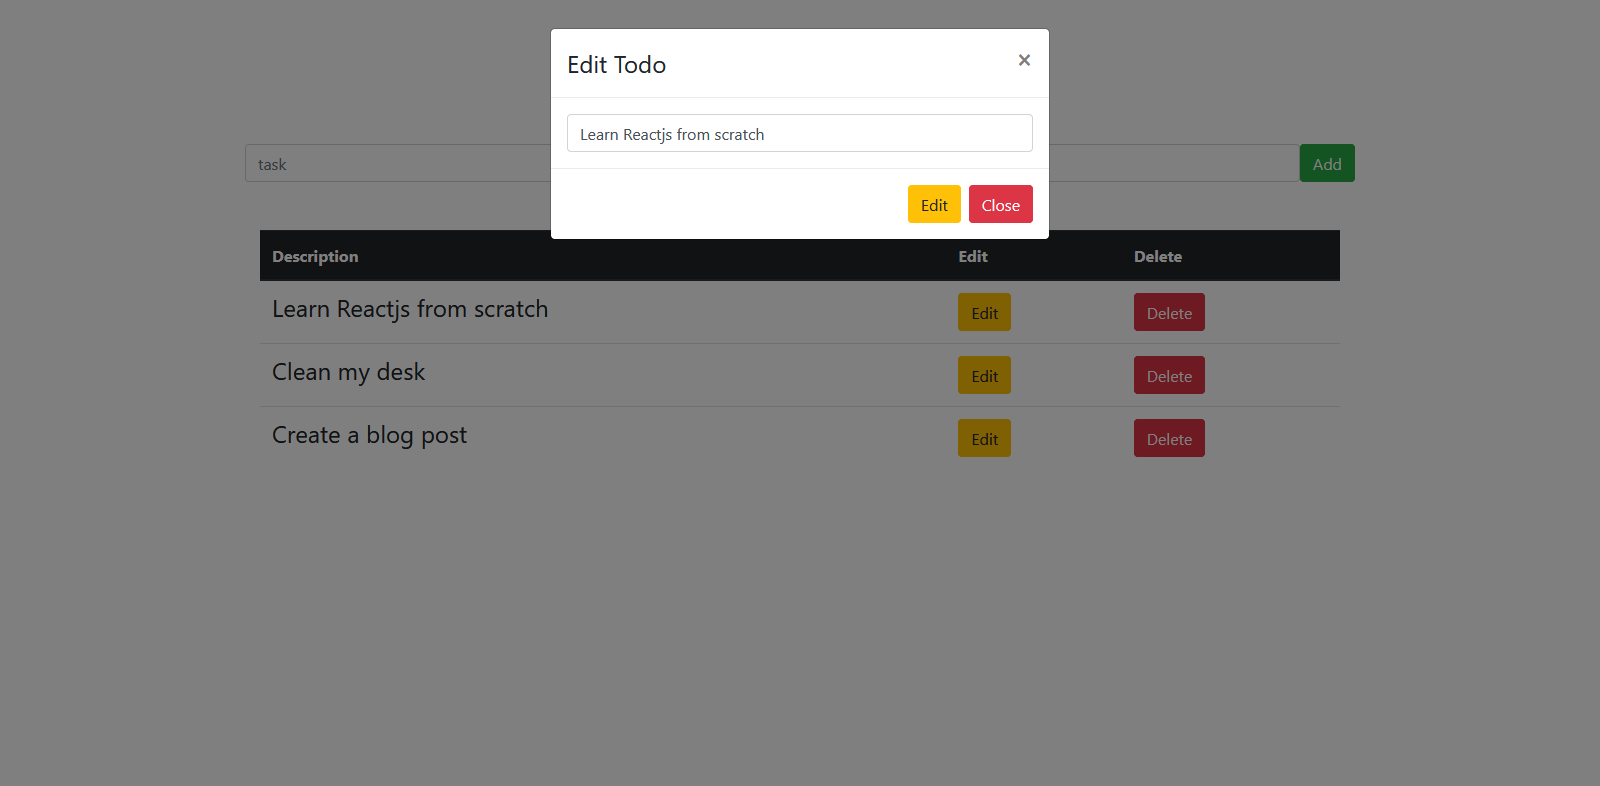 Edit Todo ×
Learn Reactjs from scratch
Edit Close
task Add
Description Edit Delete
Learn Reactjs from scratch Edit Delete
Clean my desk Edit Delete
Create a blog post Edit Delete